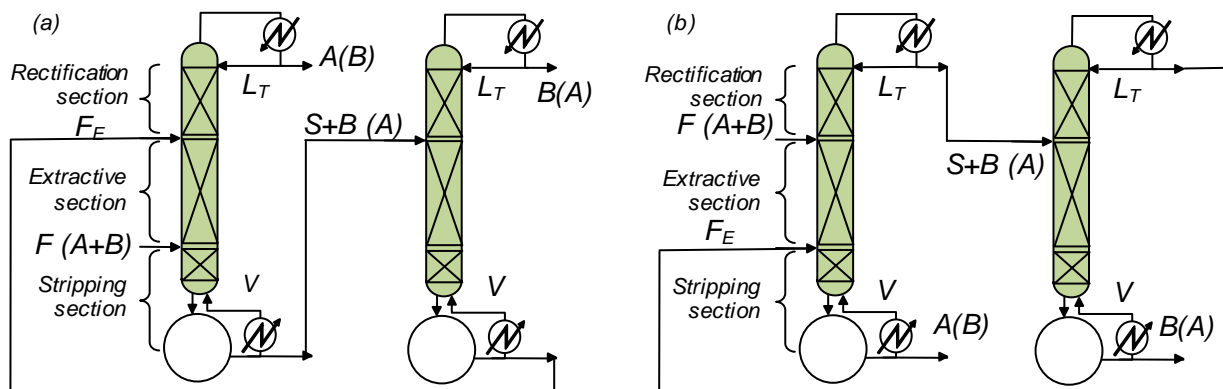 (a)
A(B)
L_T
Rectification
section
F_E
Extractive
section
F (A+B)
Stripping
section
V
S+B (A)
L_T
B(A)
V
(b)
Rectification
section
L_T
F (A+B)
Extractive
section
F_E
Stripping
section
V
A(B)
S+B (A)
L_T
V
B(A)